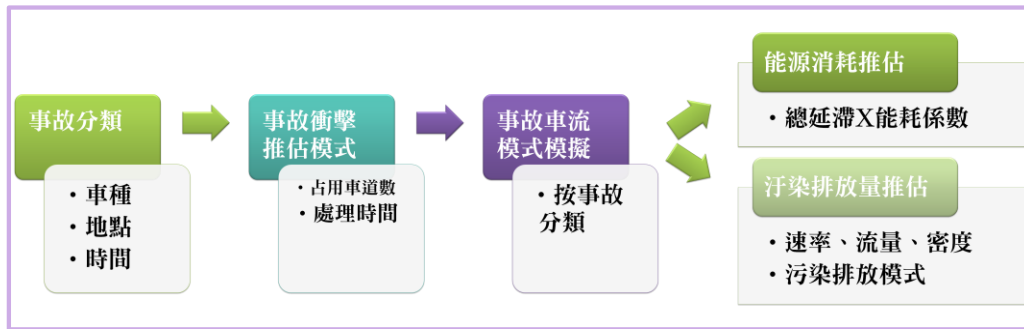 事故分類
・車種
・地點
・時間
事故衝擊
推估模式
・占用車道數
・處理時間
事故車流
模式模擬
・按事故
分類
能源消耗推估
・總延滯X能耗係數
汙染排放量推估
・速率、流量、密度
・污染排放模式